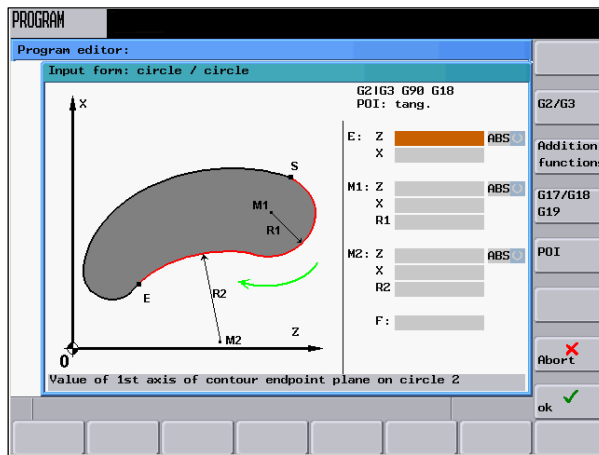 PROGRAM
Program editor:
Input form: circle / circle
G2|G3 G90 G18
POI: tang.
X
S
M1
R1
E
R2
M2
Z
0
E: Z ABS
X
M1: Z ABS
X
R1
M2: Z ABS
X
R2
F:
Value of 1st axis of contour endpoint plane on circle 2
G2/G3
Addition
functions
G17/G18
G19
POI
Abort
ok